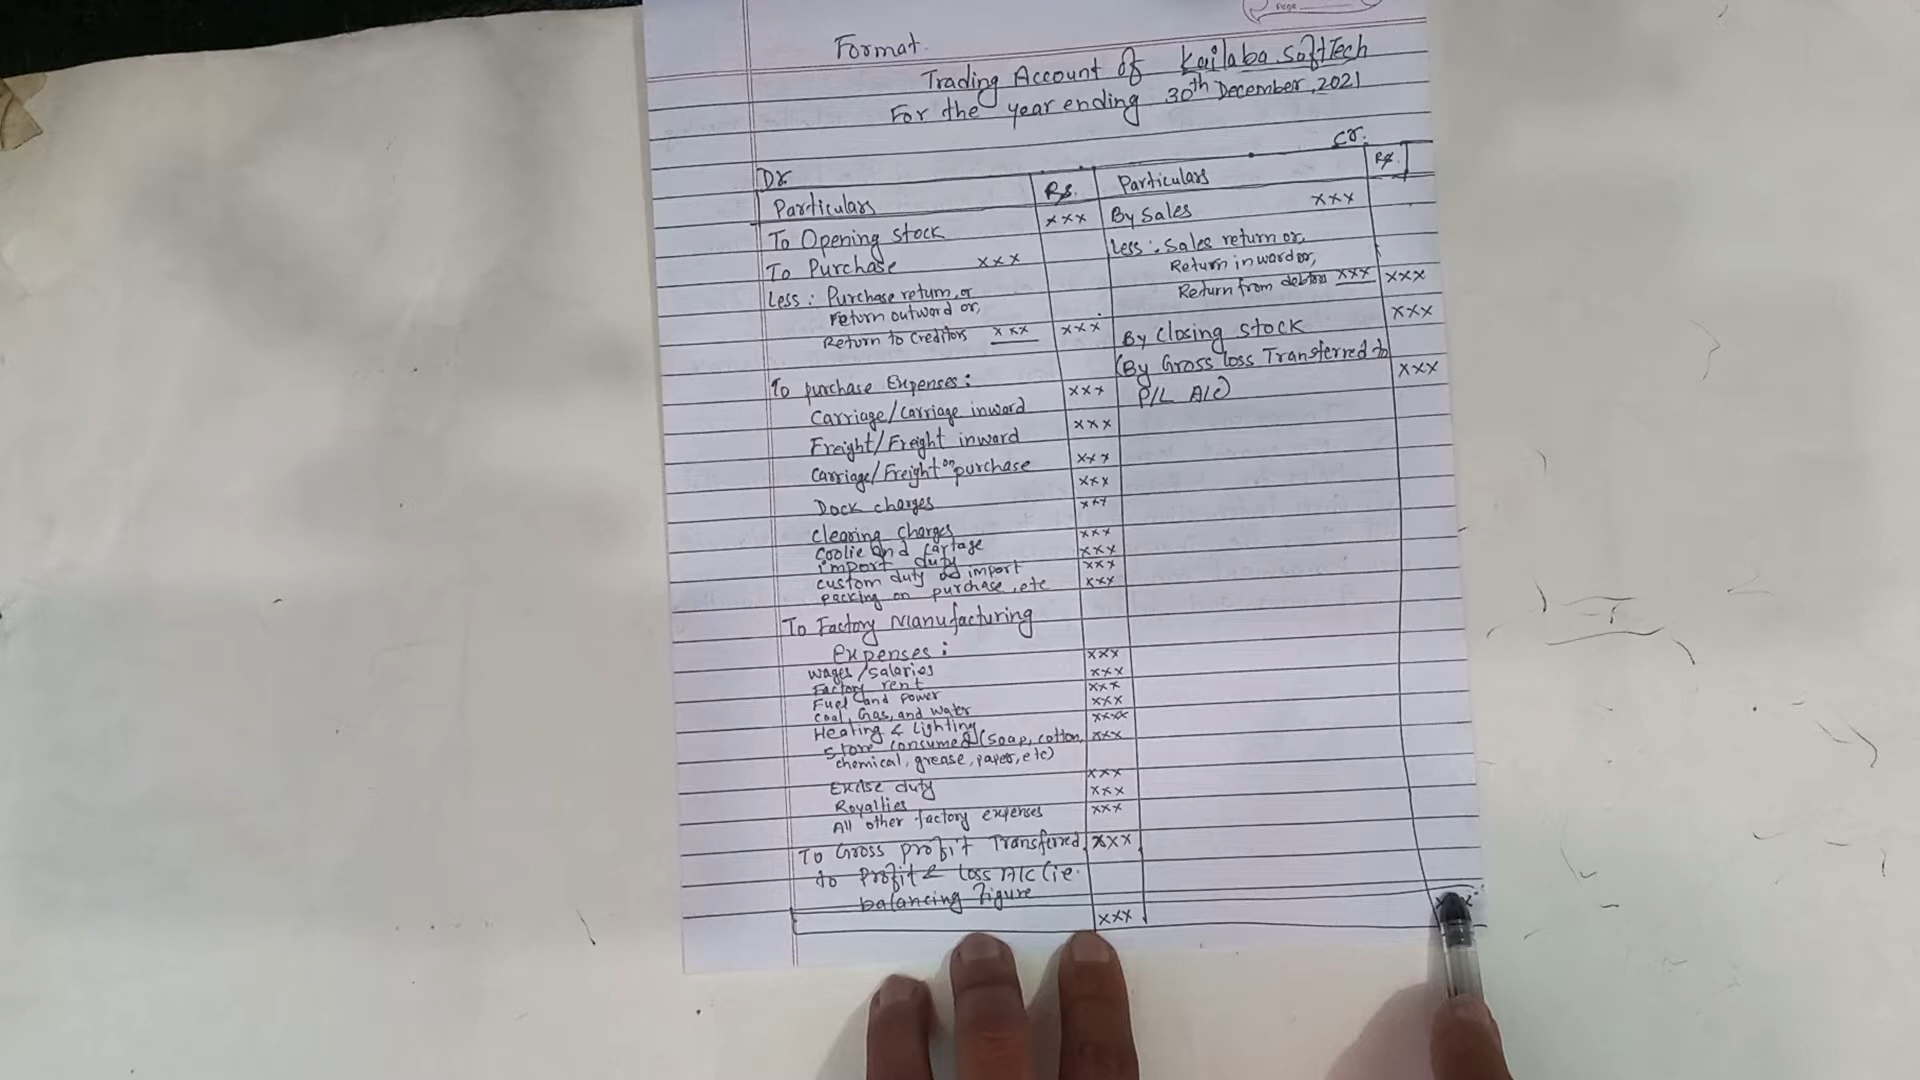 Page
Format.
Trading Account of Kailaba SoftTech
For the year ending 30th December, 2021
Dr
Cr.
Particulars
Rs.
Particulars
Rs.
To Opening stock
xxx
To Purchase xxx
Less : Purchase return, or
Return outword or,
Return to creditors xxx
xxx
To purchase Expenses :
Carriage/carriage inword
xxx
Freight/Freight inword
xxx
Carriage/Freight on purchase
xxx
Dock charges
xxx
clearing charges
xxx
coolie and cartage
xxx
import duty
xxx
custom duty import
xxx
packing on purchase, etc
xxx
To Factory Manufacturing
Expenses :
wages/salaries
xxx
Factory rent
xxx
Fuel and Power
xxx
coal, Gas, and water
xxx
Heating & Lighting
xxxx
Store consumed (soap, cotton,
xxx
chemical, grease, paper, etc)
Excise duty
xxx
Royalties
xxx
All other factory expenses
xxx
To Gross profit Transferred
xxx
to Profit & Loss A/C (ie.
balancing Figure
xxx
By Sales xxx
Less : Sales return or,
Return inword or,
Return from debtors xxx
xxx
By Closing stock
xxx
(By Gross loss Transferred to
P/L A/C)
xxx